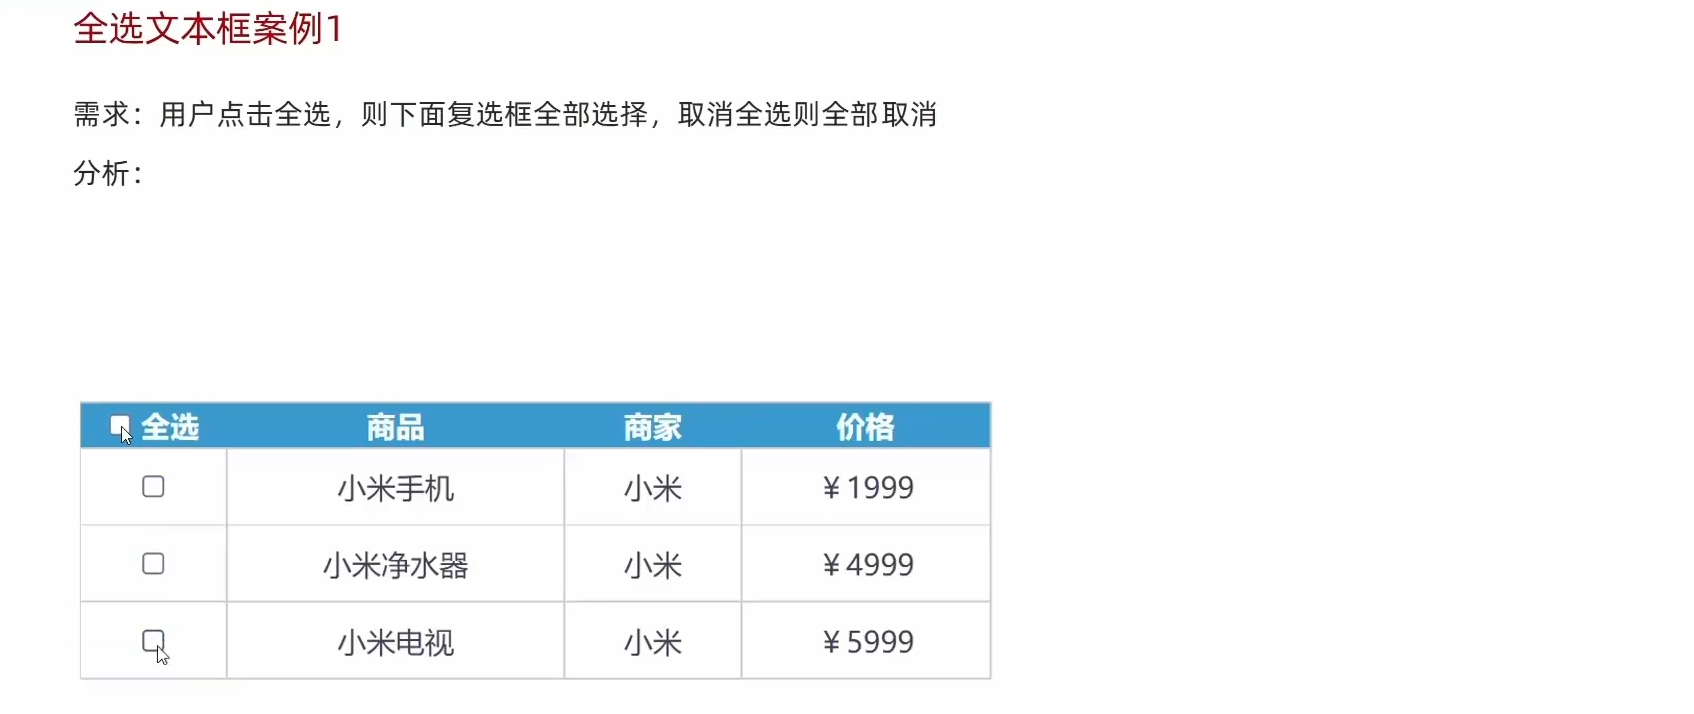 全选文本框案例1
需求：用户点击全选，则下面复选框全部选择，取消全选则全部取消
分析：
全选 商品 商家 价格
小米手机 小米 ￥1999
小米净水器 小米 ￥4999
小米电视 小米 ￥5999